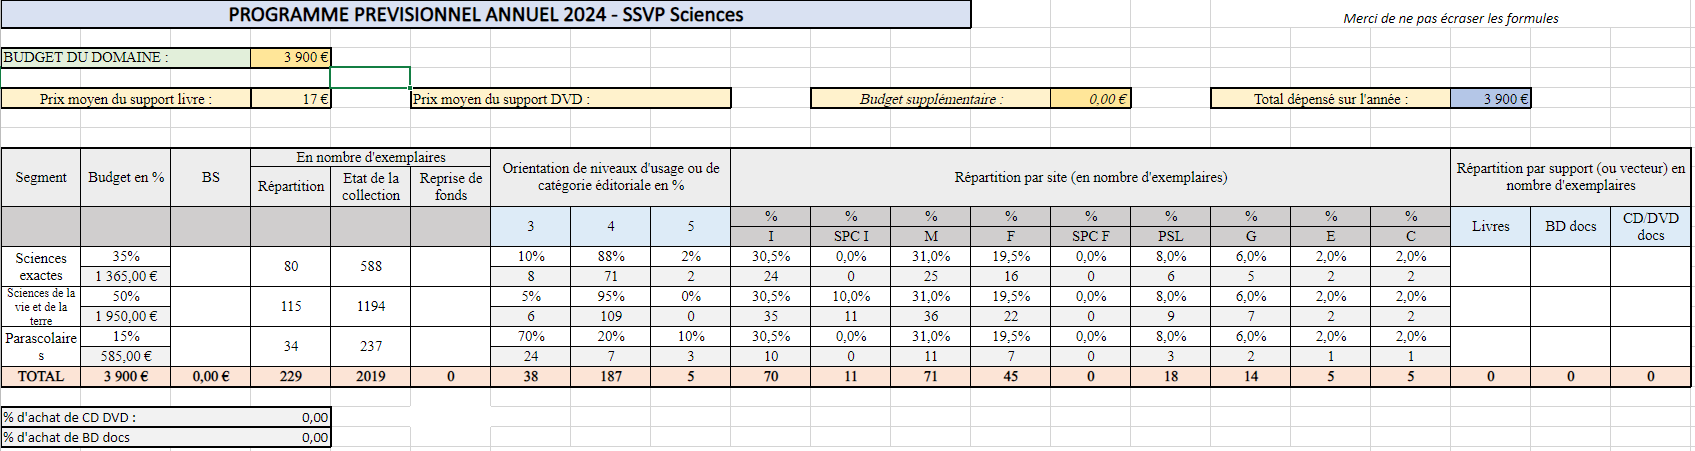 PROGRAMME PREVISIONNEL ANNUEL 2024 - SSVP Sciences
Merci de ne pas écraser les formules
BUDGET DU DOMAINE : 3 900 €
Prix moyen du support livre : 17 € Prix moyen du support DVD : Budget supplémentaire : 0,00 € Total dépensé sur l'année : 3 900 €
Segment Budget en % BS En nombre d'exemplaires Orientation de niveaux d'usage ou de Répartition par site (en nombre d'exemplaires) Répartition par support (ou vecteur) en
Répartition Etat de la Reprise de catégorie éditoriale en % nombre d'exemplaires
collection fonds
3 4 5 % % % % % % % % % Livres BD docs CD/DVD
I SPC I M F SPC F PSL G E C docs
Sciences 35% 80 588 10% 88% 2% 30,5% 0,0% 31,0% 19,5% 0,0% 8,0% 6,0% 2,0% 2,0%
exactes 1 365,00 € 8 71 2 24 0 25 16 0 6 5 2 2
Sciences de la 50% 115 1194 5% 95% 0% 30,5% 10,0% 31,0% 19,5% 0,0% 8,0% 6,0% 2,0% 2,0%
vie et de la
terre 1 950,00 € 6 109 0 35 11 36 22 0 9 7 2 2
Parascolaire 15% 34 237 70% 20% 10% 30,5% 0,0% 31,0% 19,5% 0,0% 8,0% 6,0% 2,0% 2,0%
s 585,00 € 24 7 3 10 0 11 7 0 3 2 1 1
TOTAL 3 900 € 0,00 € 229 2019 0 38 187 5 70 11 71 45 0 18 14 5 5 0 0 0
% d'achat de CD DVD : 0,00
% d'achat de BD docs 0,00